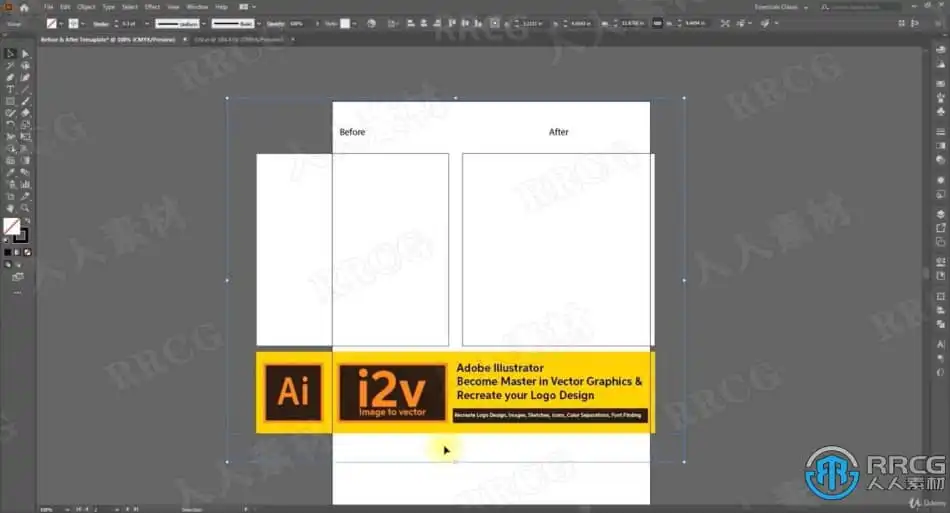 File Edit Object Type Select Effect View Window Help
Essentials Classic
Stroke:
Uniform
Basic
Opacity:
Style:
Before & After Temaplate* @ 100% (CMYK/Preview)
Before
After
Ai
i2v
Image to vector
Adobe Illustrator
Become Master in Vector Graphics &
Recreate your Logo Design
Recreate Logo Design, Images, Sketches, Icons, Color Separations, Font Finding
100%
Selection
RRCG
人人素材
Udemy